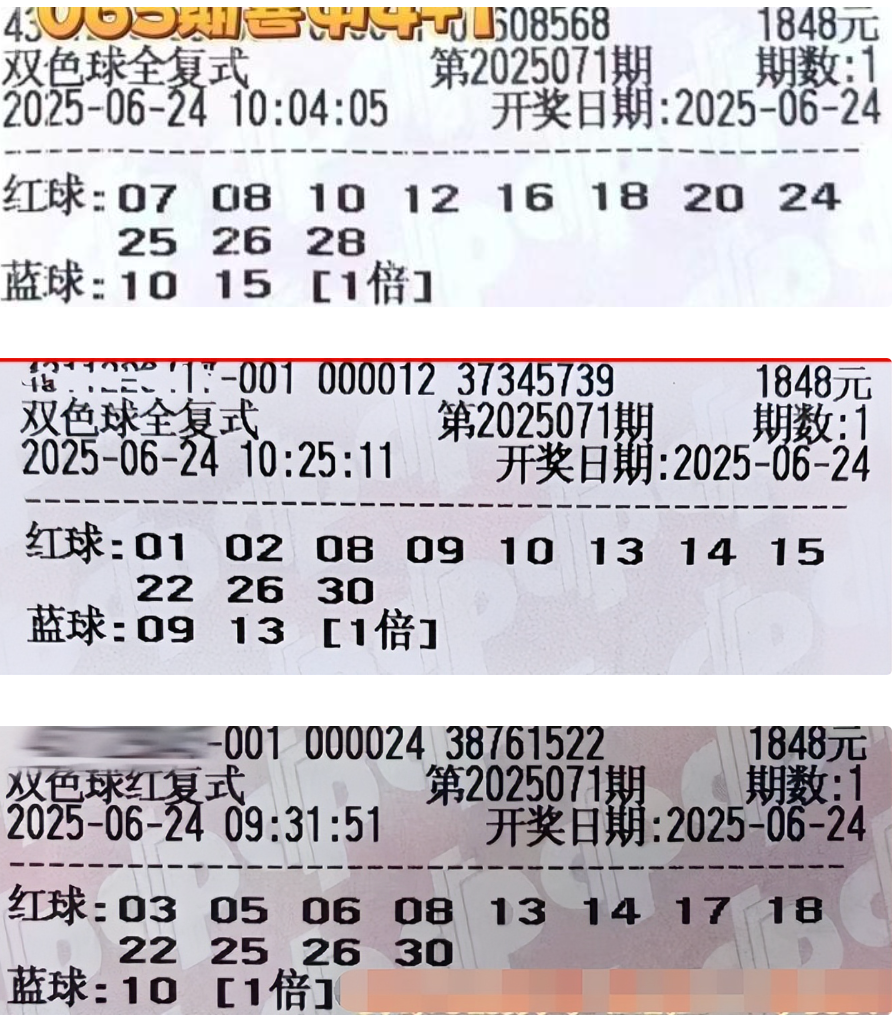 065期喜中4+1
608568 1848元
双色球全复式 第2025071期 期数:1
2025-06-24 10:04:05 开奖日期:2025-06-24
红球:07 08 10 12 16 18 20 24
25 26 28
蓝球:10 15 [1倍]
-001 000012 37345739 1848元
双色球全复式 第2025071期 期数:1
2025-06-24 10:25:11 开奖日期:2025-06-24
红球:01 02 08 09 10 13 14 15
22 26 30
蓝球:09 13 [1倍]
-001 000024 38761522 1848元
双色球红复式 第2025071期 期数:1
2025-06-24 09:31:51 开奖日期:2025-06-24
红球:03 05 06 08 13 14 17 18
22 25 26 30
蓝球:10 [1倍]